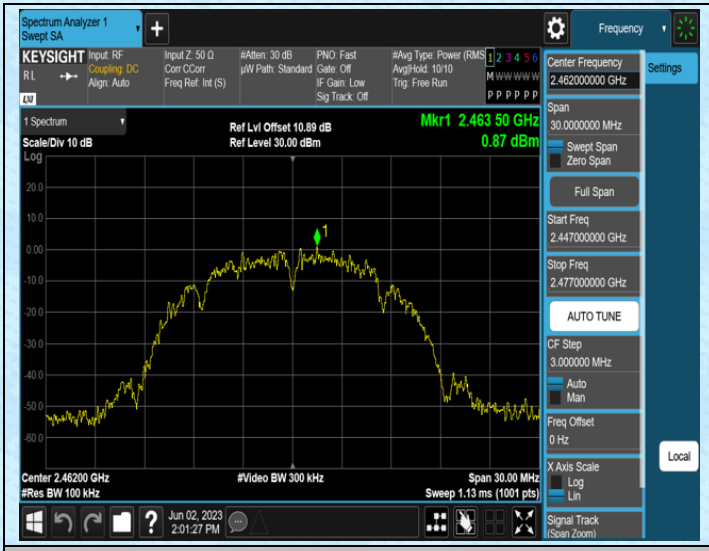 Spectrum Analyzer 1
Swept SA
+
Frequency
KEYSIGHT
R L
LXI
Input: RF
Coupling: DC
Align: Auto
Input Z: 50 Ω
Corr CCorr
Freq Ref: Int (S)
#Atten: 30 dB
µW Path: Standard
PNO: Fast
Gate: Off
IF Gain: Low
Sig Track: Off
#Avg Type: Power (RMS
Avg|Hold: 10/10
Trig: Free Run
1 2 3 4 5 6
M W W W W W
P P P P P P
1 Spectrum
Scale/Div 10 dB
Log
Ref Lvl Offset 10.89 dB
Ref Level 30.00 dBm
Mkr1 2.463 50 GHz
0.87 dBm
20.0
10.0
0.00
-10.0
-20.0
-30.0
-40.0
-50.0
-60.0
1
Center 2.46200 GHz
#Res BW 100 kHz
#Video BW 300 kHz
Span 30.00 MHz
Sweep 1.13 ms (1001 pts)
Jun 02, 2023
2:01:27 PM
?
Center Frequency
2.462000000 GHz
Span
30.0000000 MHz
Swept Span
Zero Span
Full Span
Start Freq
2.447000000 GHz
Stop Freq
2.477000000 GHz
AUTO TUNE
CF Step
3.000000 MHz
Auto
Man
Freq Offset
0 Hz
X Axis Scale
Log
Lin
Signal Track
(Span Zoom)
Settings
Local